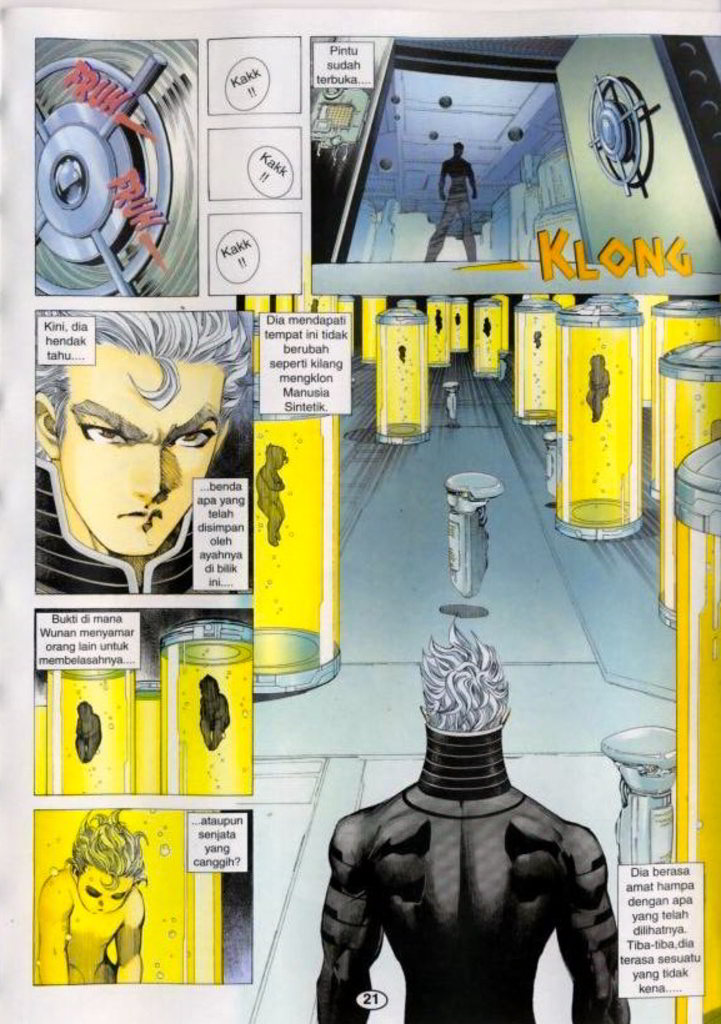 PRUN
PRUN
Kakk
!!
Kakk
!!
Kakk
!!
Pintu
sudah
terbuka....
KLONG
Kini, dia
hendak
tahu....
...benda
apa yang
telah
disimpan
oleh
ayahnya
di bilik
ini....
Dia mendapati
tempat ini tidak
berubah
seperti
mengklon
Manusia
Sintetik.
Bukti di mana
Wunan menyamar
orang lain untuk
membelasahnya....
...ataupun
senjata
yang
canggih?
Dia berasa
amat hampa
dengan apa
yang telah
dilihatnya.
Tiba-tiba,dia
terasa sesuatu
yang tidak
kena.....
21